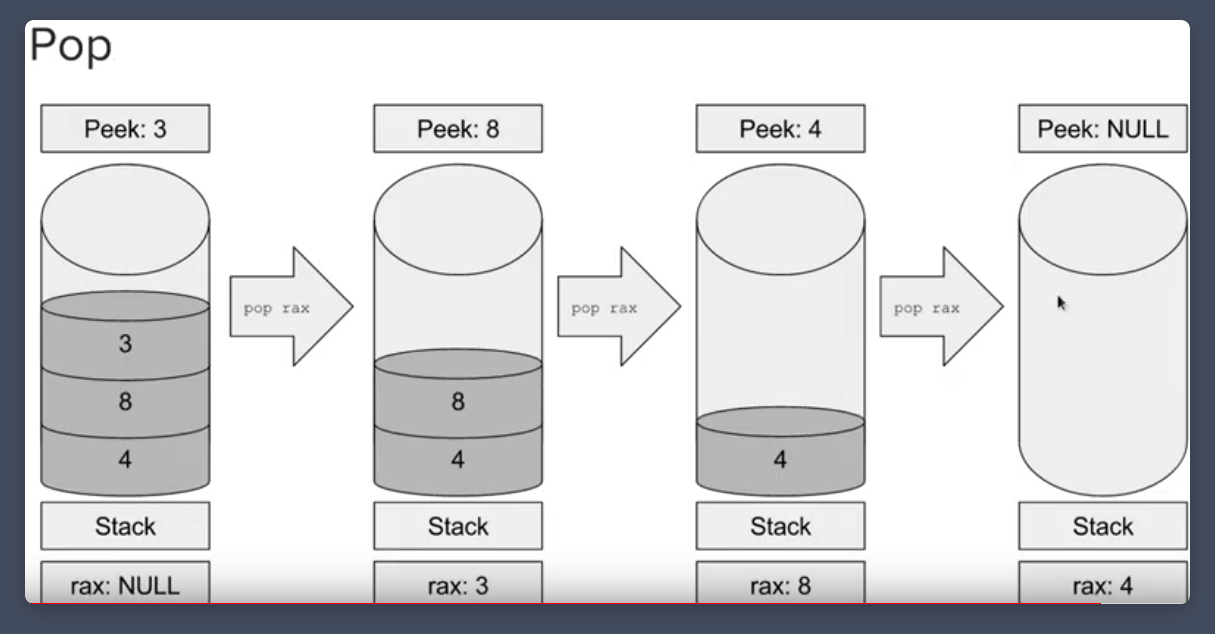 Pop
Peek: 3
Peek: 8
Peek: 4
Peek: NULL
pop rax
pop rax
pop rax
3
8
4
8
4
4
Stack
Stack
Stack
Stack
rax: NULL
rax: 3
rax: 8
rax: 4